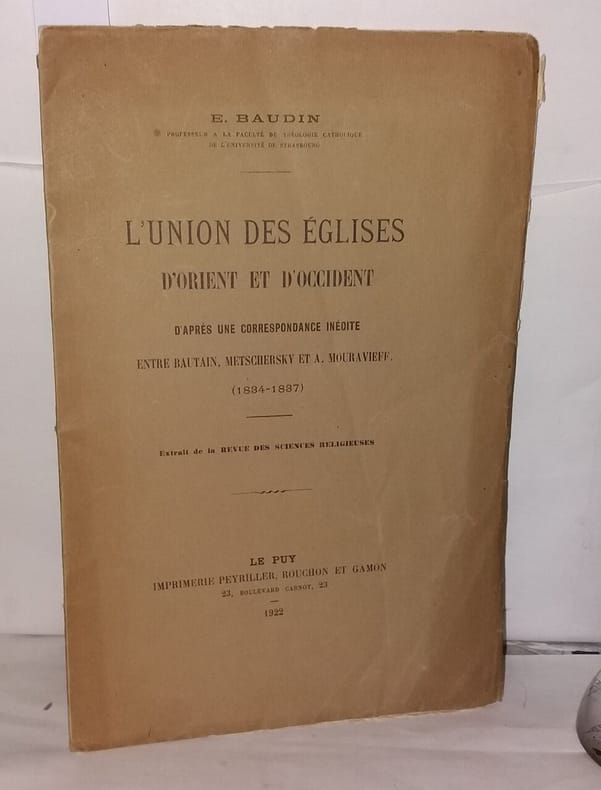 E. BAUDIN
PROFESSEUR A LA FACULTÉ DE THÉOLOGIE CATHOLIQUE
DE L'UNIVERSITÉ DE STRASBOURG
L'UNION DES ÉGLISES
D'ORIENT ET D'OCCIDENT
D'APRÈS UNE CORRESPONDANCE INÉDITE
ENTRE BAUTAIN, METSCHERSKY ET A. MOURAVIEFF.
(1834-1837)
Extrait de la REVUE DES SCIENCES RELIGIEUSES
LE PUY
IMPRIMERIE PEYRILLER, ROUCHON ET GAMON
23, BOULEVARD CARNOT, 23
1922